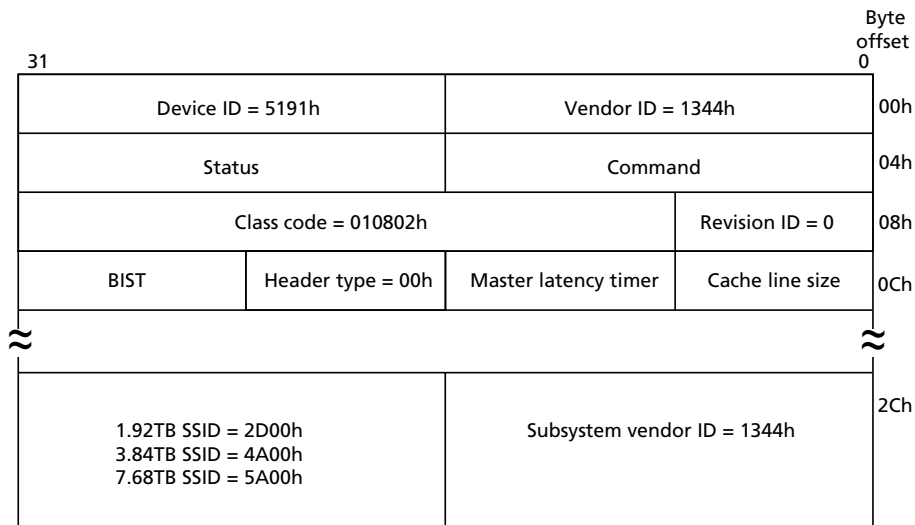 Byte
offset
31 0
Device ID = 5191h Vendor ID = 1344h 00h
Status Command 04h
Class code = 010802h Revision ID = 0 08h
BIST Header type = 00h Master latency timer Cache line size 0Ch
≈ ≈
2Ch
1.92TB SSID = 2D00h Subsystem vendor ID = 1344h
3.84TB SSID = 4A00h
7.68TB SSID = 5A00h